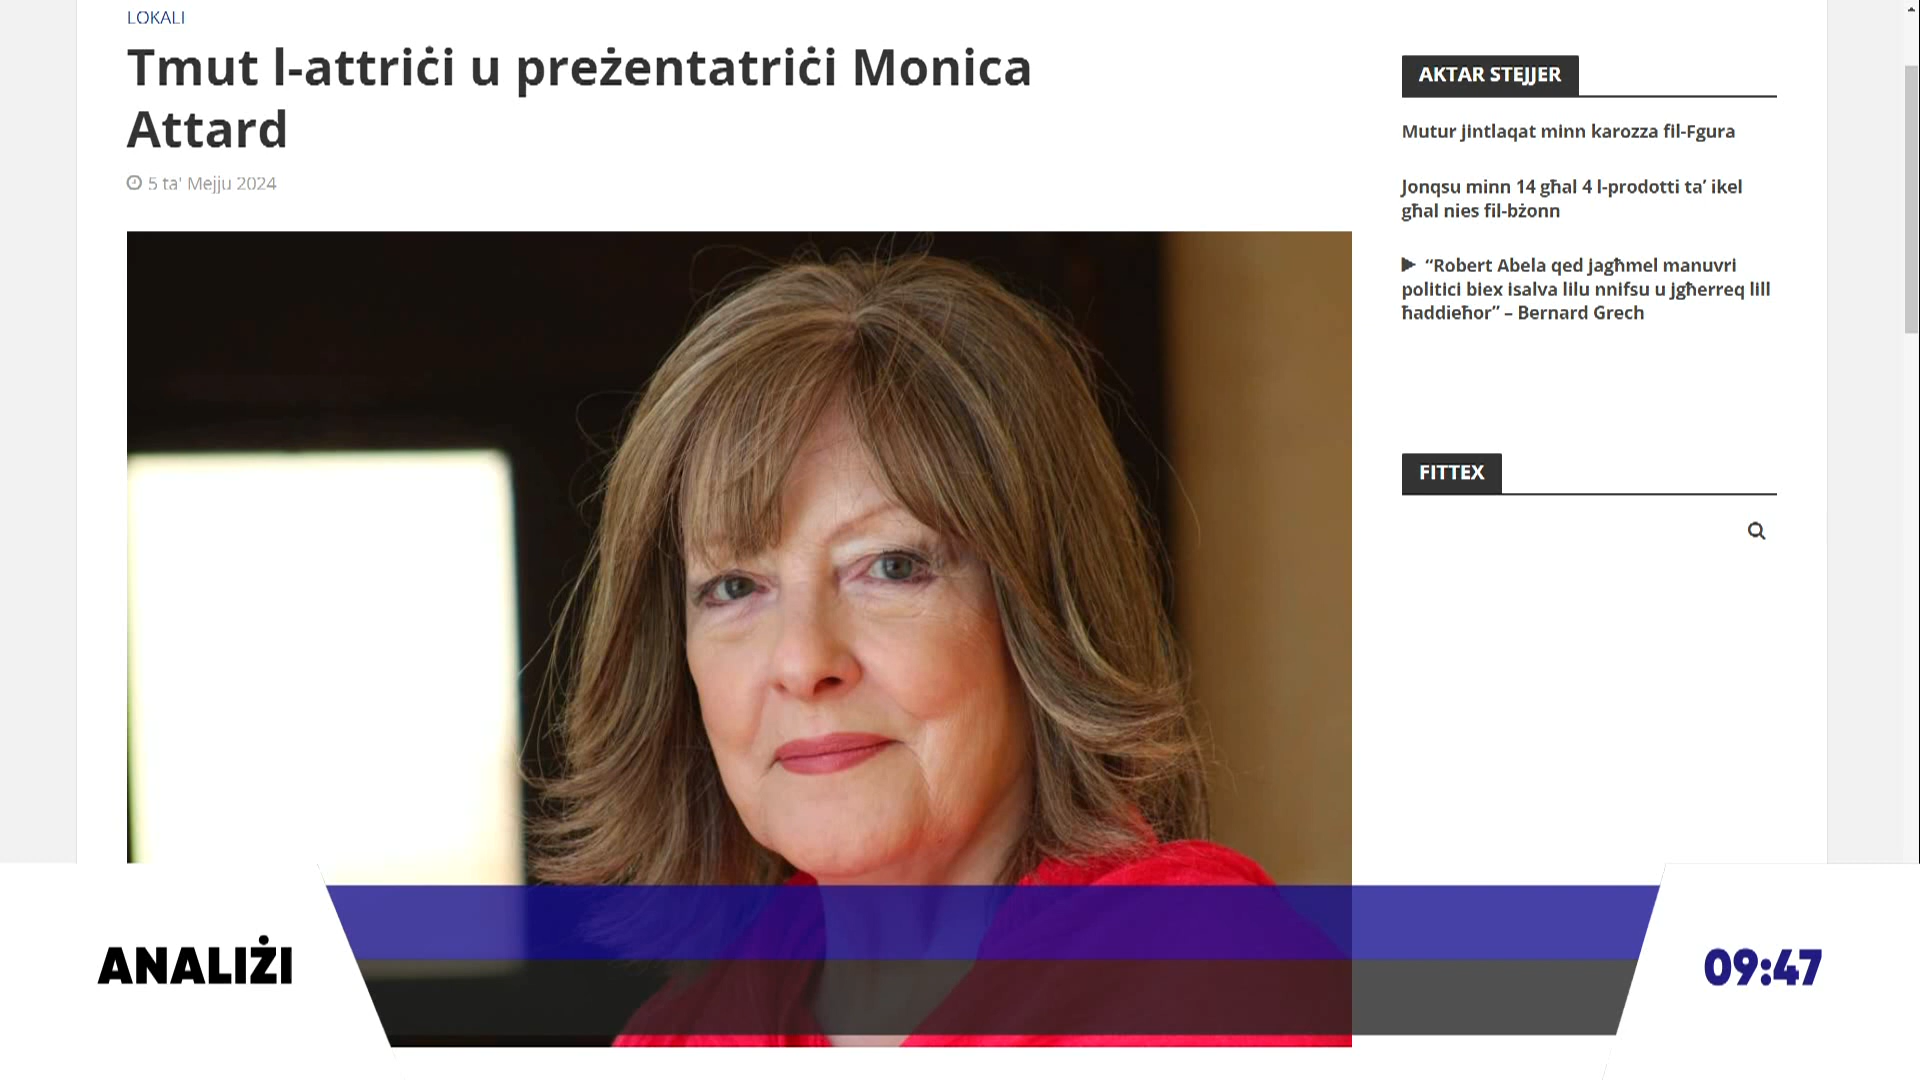 LOKALI
Tmut l-attriċi u preżentatriċi Monica
Attard
5 ta' Mejju 2024
AKTAR STEJJER
Mutur jintlaqat minn karozza fil-Fgura
Jonqsu minn 14 għal 4 l-prodotti ta’ ikel
għal nies fil-bżonn
“Robert Abela qed jagħmel manuvri
politici biex isalva lilu nnifsu u jgħerreq lill
ħaddieħor” – Bernard Grech
FITTEX
ANALIŻI
09:47